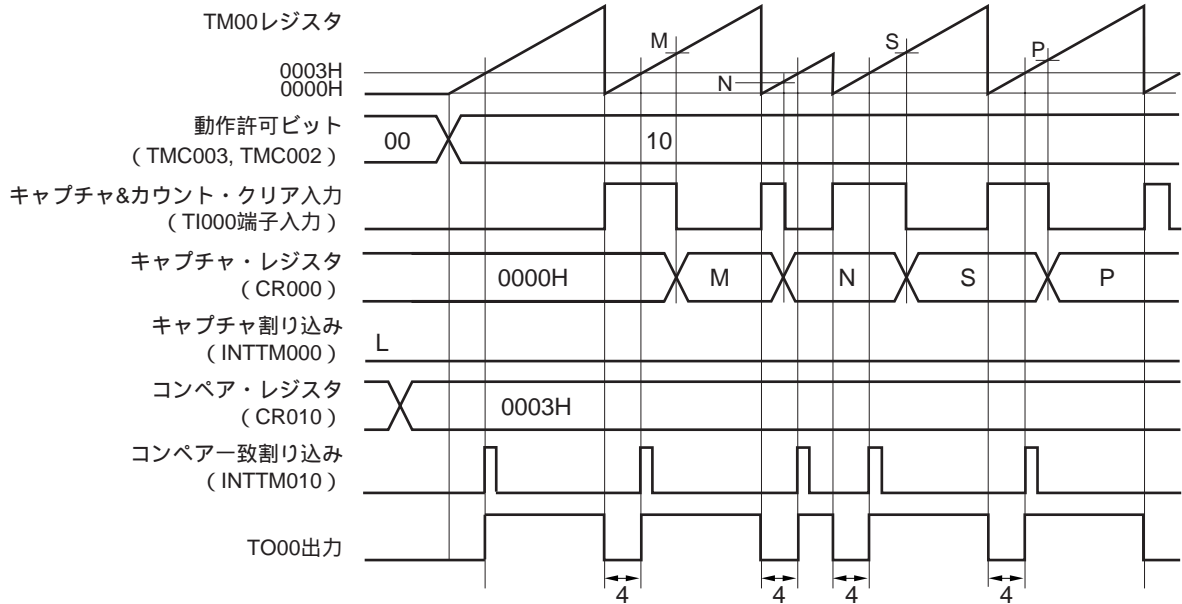 TM00レジスタ
0003H
0000H
M
N
S
P
動作許可ビット
（TMC003, TMC002）
00
10
キャプチャ&カウント・クリア入力
（TI000端子入力）
キャプチャ・レジスタ
（CR000）
0000H
M
N
S
P
キャプチャ割り込み
（INTTM000）
L
コンペア・レジスタ
（CR010）
0003H
コンペア一致割り込み
（INTTM010）
TO00出力
4
4
4
4